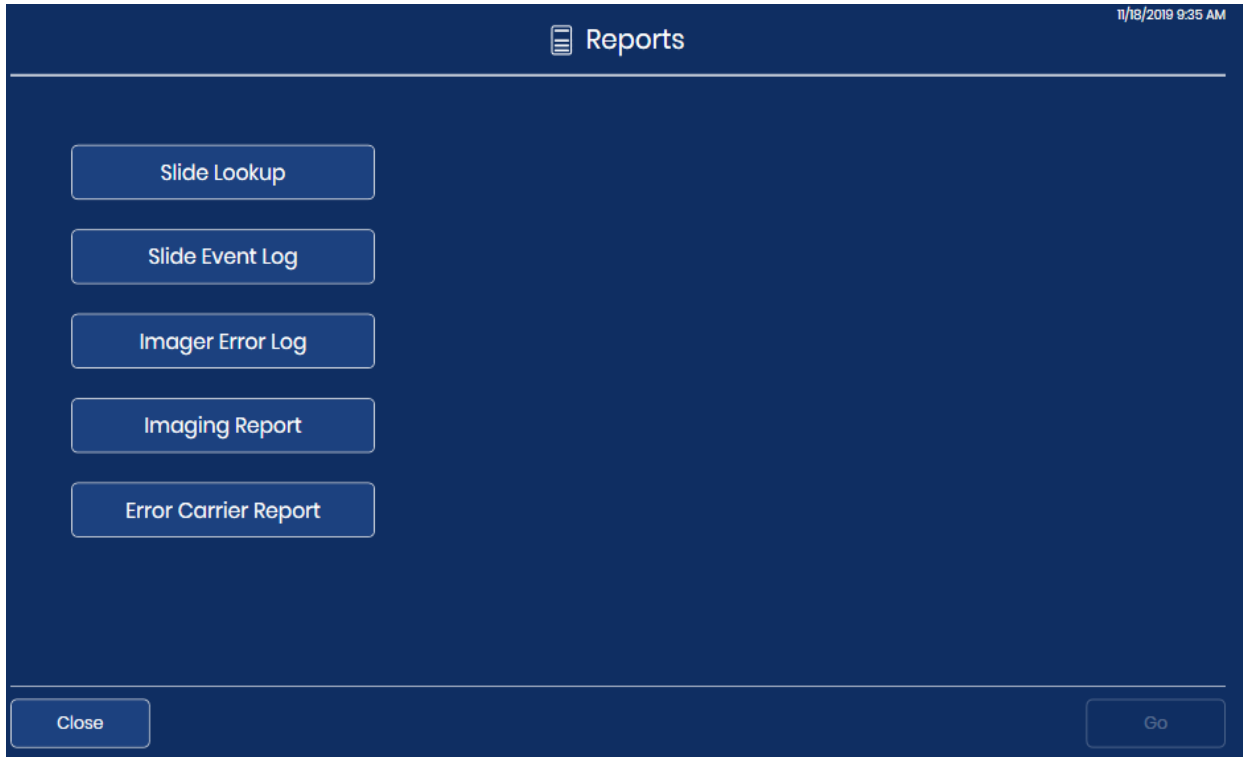 11/18/2019 9:35 AM
Reports
Slide Lookup
Slide Event Log
Imager Error Log
Imaging Report
Error Carrier Report
Close
Go